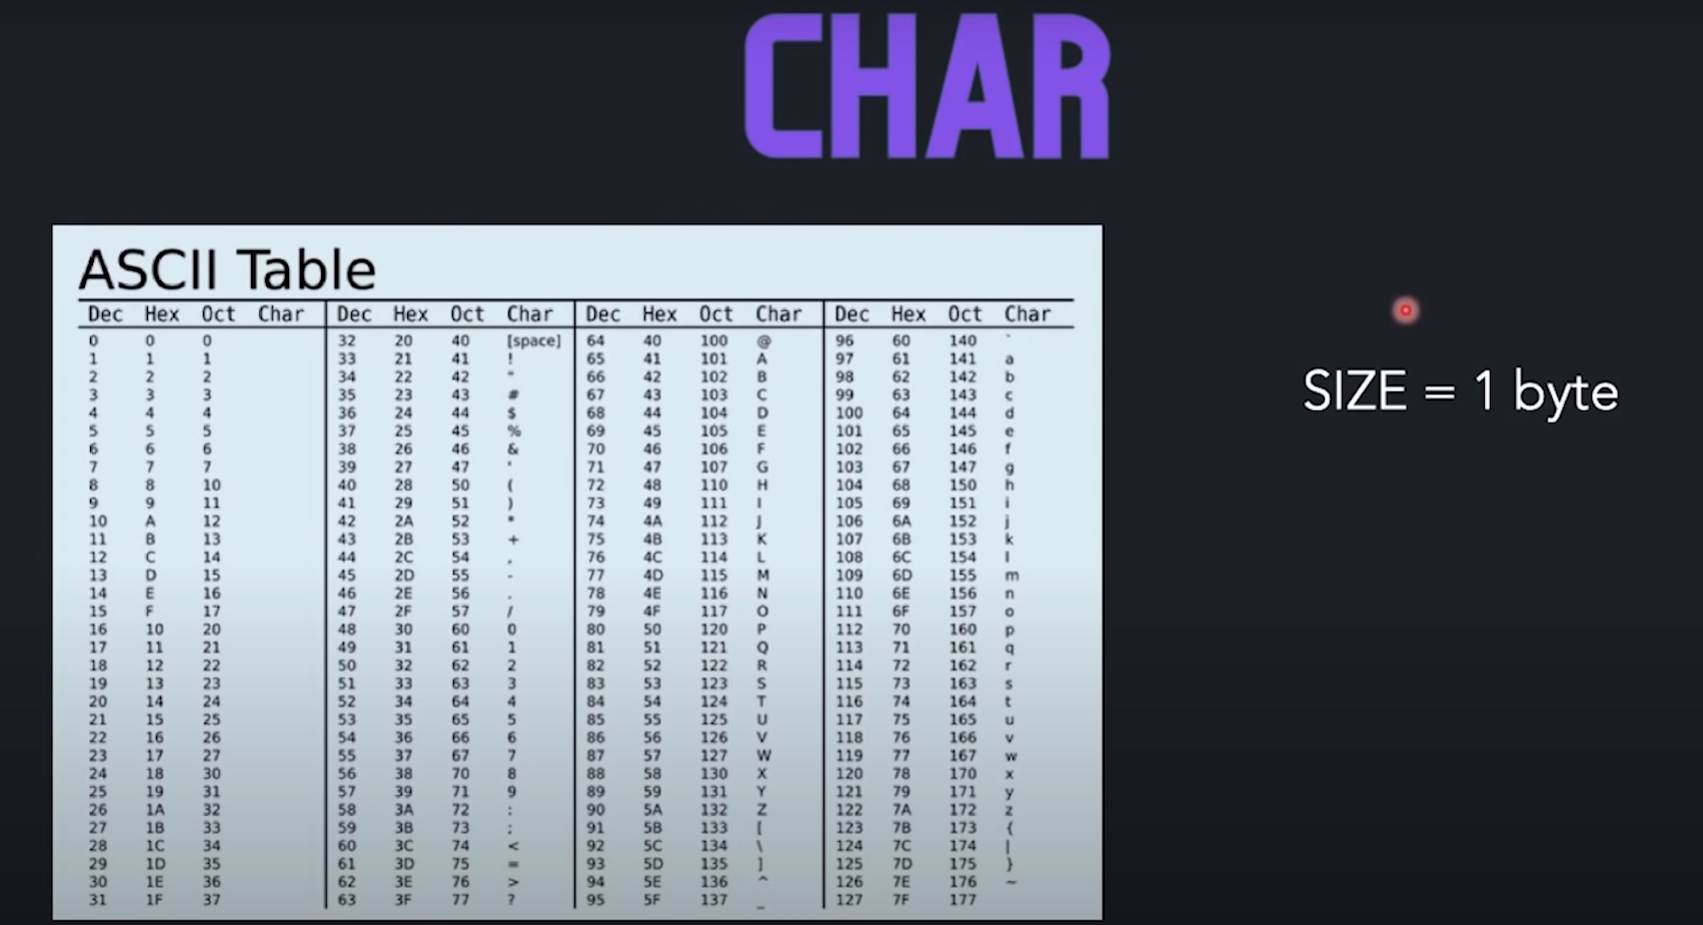 CHAR
ASCII Table
Dec Hex Oct Char Dec Hex Oct Char Dec Hex Oct Char Dec Hex Oct Char
0 0 0 32 20 40 [space] 64 40 100 @ 96 60 140 `
1 1 1 33 21 41 ! 65 41 101 A 97 61 141 a
2 2 2 34 22 42 " 66 42 102 B 98 62 142 b
3 3 3 35 23 43 # 67 43 103 C 99 63 143 c
4 4 4 36 24 44 $ 68 44 104 D 100 64 144 d
5 5 5 37 25 45 % 69 45 105 E 101 65 145 e
6 6 6 38 26 46 & 70 46 106 F 102 66 146 f
7 7 7 39 27 47 ' 71 47 107 G 103 67 147 g
8 8 10 40 28 50 ( 72 48 110 H 104 68 150 h
9 9 11 41 29 51 ) 73 49 111 I 105 69 151 i
10 A 12 42 2A 52 * 74 4A 112 J 106 6A 152 j
11 B 13 43 2B 53 + 75 4B 113 K 107 6B 153 k
12 C 14 44 2C 54 , 76 4C 114 L 108 6C 154 l
13 D 15 45 2D 55 - 77 4D 115 M 109 6D 155 m
14 E 16 46 2E 56 . 78 4E 116 N 110 6E 156 n
15 F 17 47 2F 57 / 79 4F 117 O 111 6F 157 o
16 10 20 48 30 60 0 80 50 120 P 112 70 160 p
17 11 21 49 31 61 1 81 51 121 Q 113 71 161 q
18 12 22 50 32 62 2 82 52 122 R 114 72 162 r
19 13 23 51 33 63 3 83 53 123 S 115 73 163 s
20 14 24 52 34 64 4 84 54 124 T 116 74 164 t
21 15 25 53 35 65 5 85 55 125 U 117 75 165 u
22 16 26 54 36 66 6 86 56 126 V 118 76 166 v
23 17 27 55 37 67 7 87 57 127 W 119 77 167 w
24 18 30 56 38 70 8 88 58 130 X 120 78 170 x
25 19 31 57 39 71 9 89 59 131 Y 121 79 171 y
26 1A 32 58 3A 72 : 90 5A 132 Z 122 7A 172 z
27 1B 33 59 3B 73 ; 91 5B 133 [ 123 7B 173 {
28 1C 34 60 3C 74 < 92 5C 134 \ 124 7C 174 |
29 1D 35 61 3D 75 = 93 5D 135 ] 125 7D 175 }
30 1E 36 62 3E 76 > 94 5E 136 ^ 126 7E 176 ~
31 1F 37 63 3F 77 ? 95 5F 137 _ 127 7F 177
SIZE = 1 byte